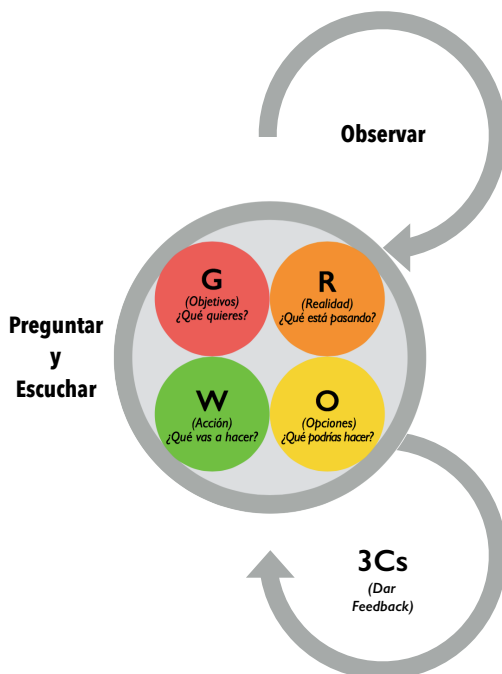 Observar
G
(Objetivos)
¿Qué quieres?
R
(Realidad)
¿Qué está pasando?
Preguntar
y
Escuchar
W
(Acción)
¿Qué vas a hacer?
O
(Opciones)
¿Qué podrías hacer?
3Cs
(Dar
Feedback)